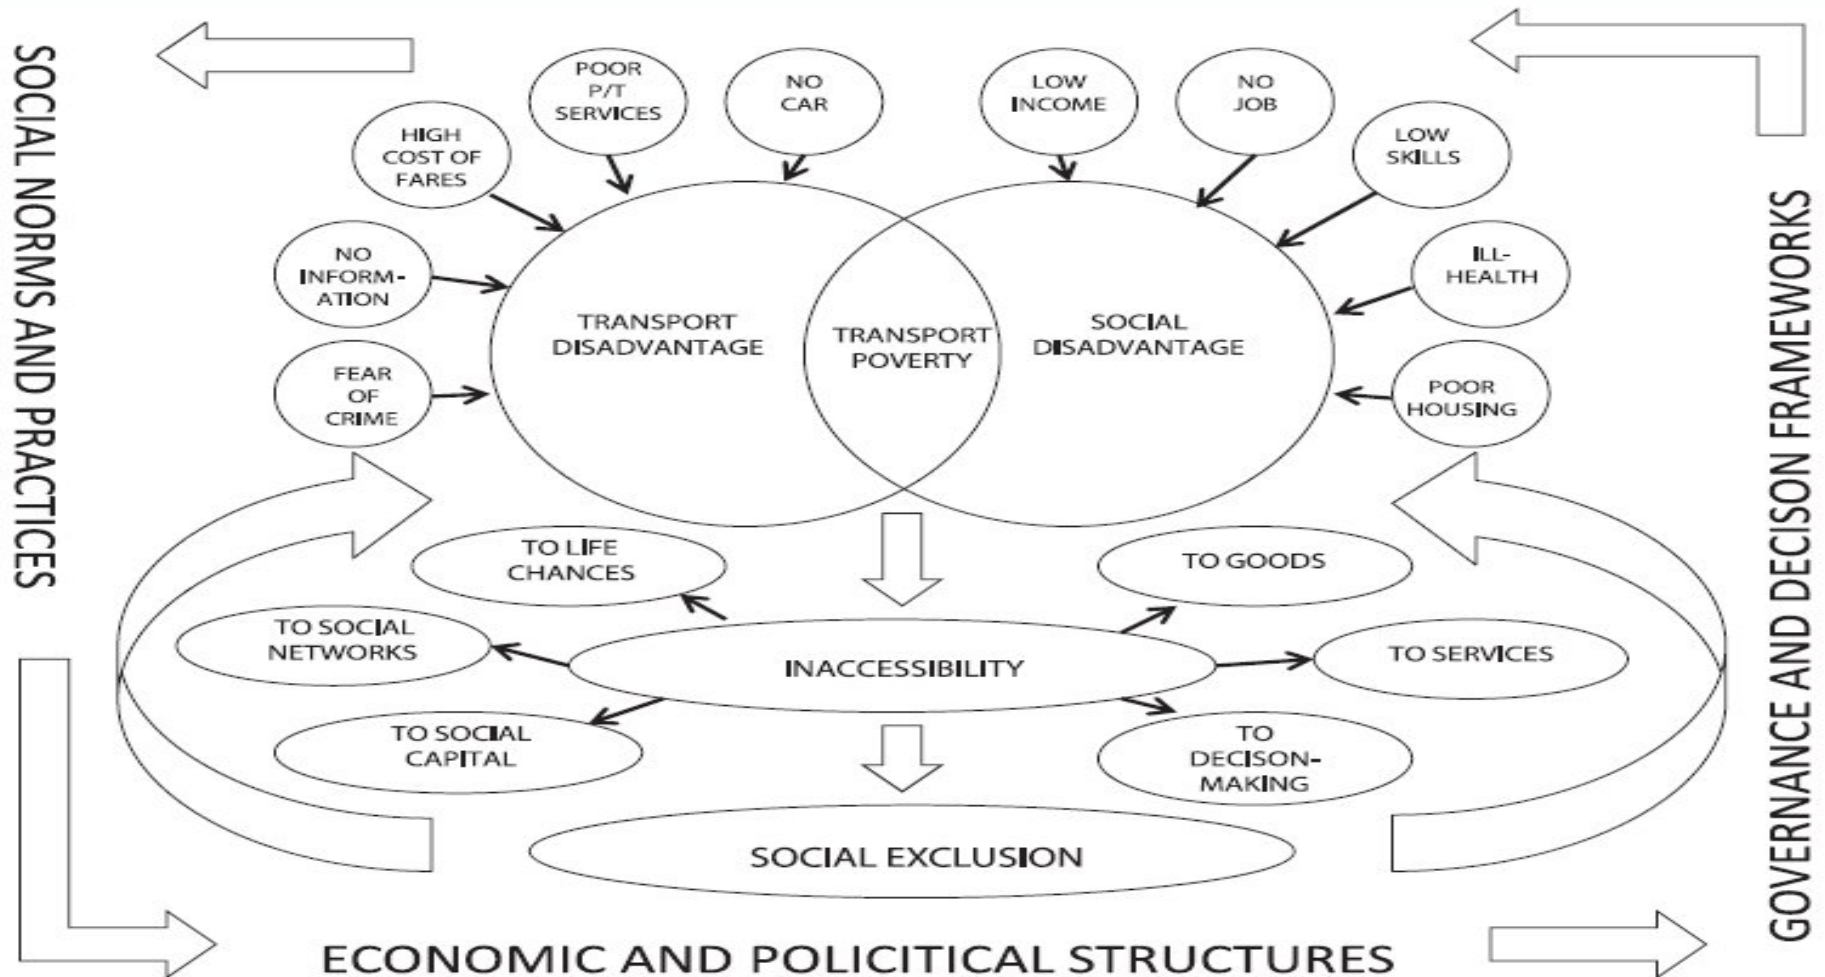 SOCIAL NORMS AND PRACTICES
POOR
P/T
SERVICES
NO
CAR
LOW
INCOME
NO
JOB
HIGH
COST OF
FARES
LOW
SKILLS
NO
INFORM-
ATION
ILL-
HEALTH
FEAR
OF
CRIME
POOR
HOUSING
TRANSPORT
DISADVANTAGE
TRANSPORT
POVERTY
SOCIAL
DISADVANTAGE
GOVERNANCE AND DECISON FRAMEWORKS
TO LIFE
CHANCES
TO GOODS
TO SOCIAL
NETWORKS
INACCESSIBILITY
TO SERVICES
TO SOCIAL
CAPITAL
TO
DECISON-
MAKING
SOCIAL EXCLUSION
ECONOMIC AND POLICITICAL STRUCTURES